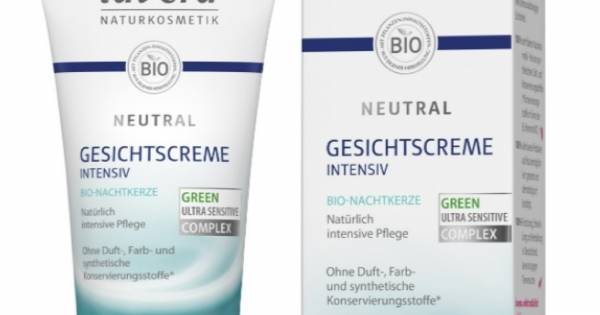 NATURKOSMETIK
BIO
NEUTRAL
GESICHTSCREME
INTENSIV
BIO-NACHTKERZE
Natürlich
intensive Pflege
GREEN
ULTRA SENSITIVE
COMPLEX
Ohne Duft-, Farb- und
synthetische
Konservierungsstoffe*
BIO
NEUTRAL
GESICHTSCREME
INTENSIV
BIO-NACHTKERZE
Natürlich
intensive Pflege
GREEN
ULTRA SENSITIVE
COMPLEX
Ohne Duft-, Farb-
und synthetische
Konservierungsstoffe*